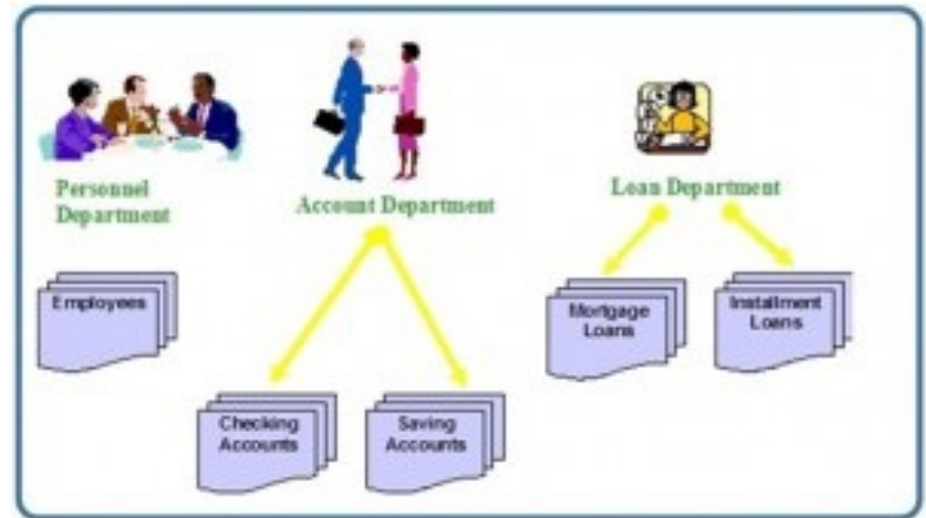 Personnel
Department
Account Department
Loan Department
Employees
Mortgage
Loans
Installment
Loans
Checking
Accounts
Saving
Accounts